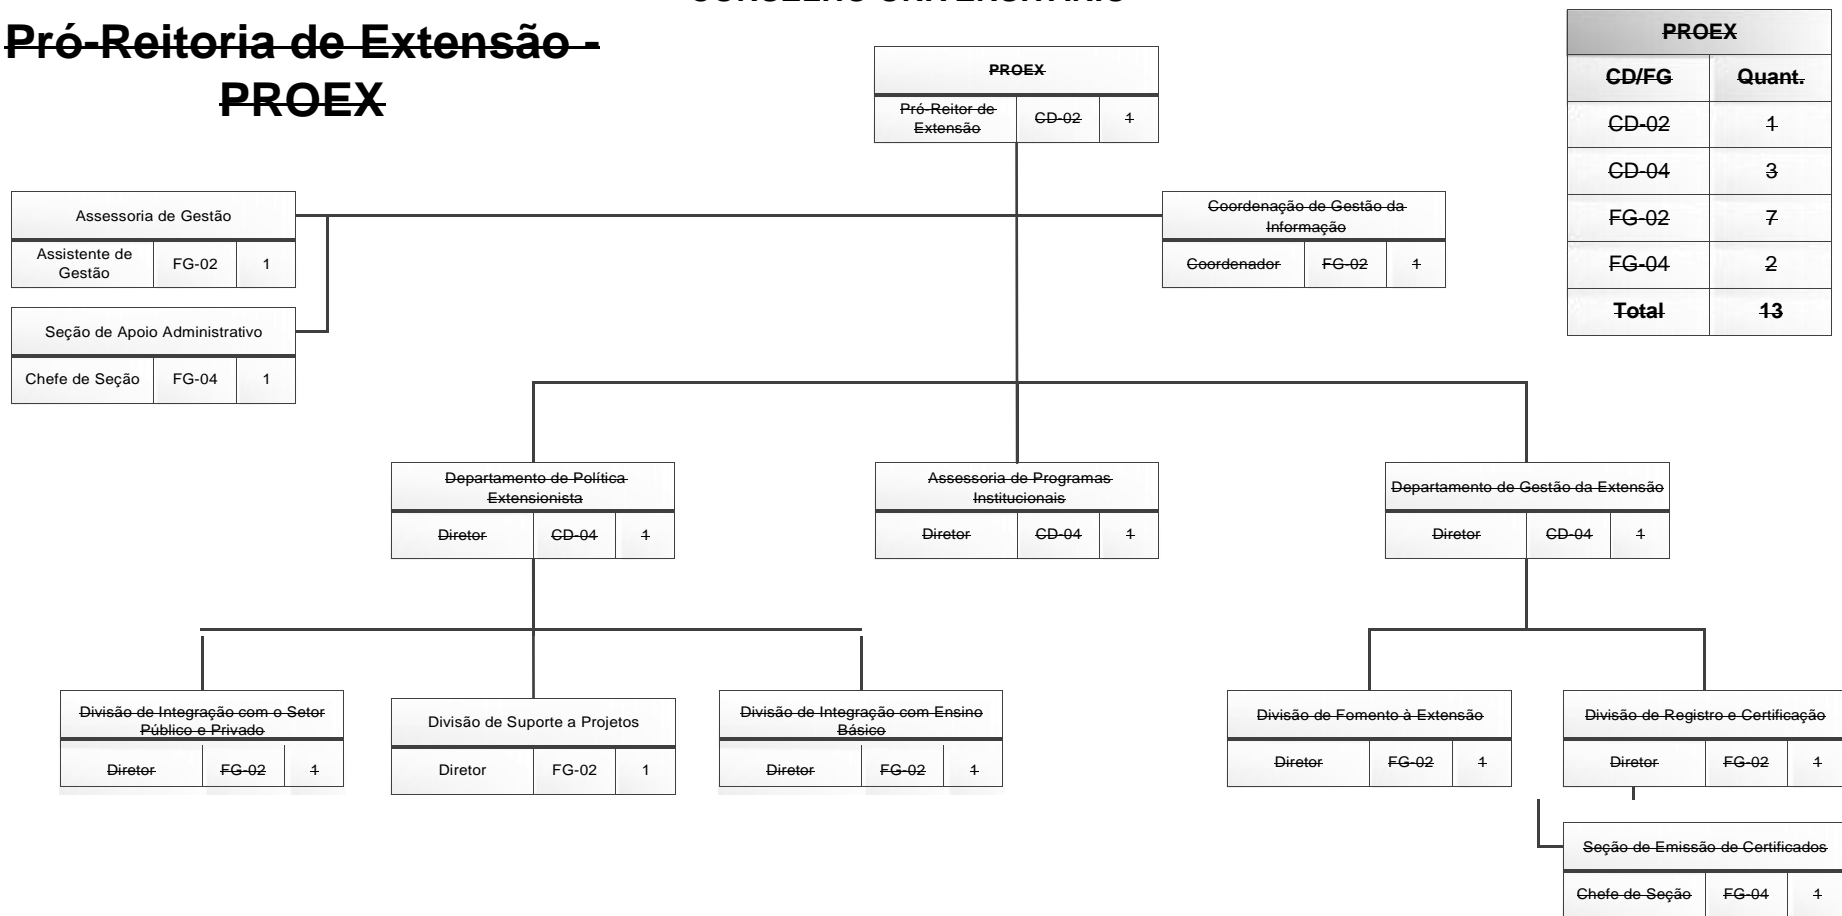 Pró-Reitoria de Extensão -
PROEX
PROEX
Pró-Reitor de
Extensão
CD-02
1
PROEX
CD/FG Quant.
CD-02 1
CD-04 3
FG-02 7
FG-04 2
Total 13
Assessoria de Gestão
Assistente de
Gestão
FG-02
1
Seção de Apoio Administrativo
Chefe de Seção FG-04 1
Coordenação de Gestão da
Informação
Coordenador FG-02 1
Departamento de Política
Extensionista
Diretor CD-04 1
Assessoria de Programas
Institucionais
Diretor CD-04 1
Departamento de Gestão da Extensão
Diretor CD-04 1
Divisão de Integração com o Setor
Público e Privado
Diretor FG-02 1
Divisão de Suporte a Projetos
Diretor FG-02 1
Divisão de Integração com Ensino
Básico
Diretor FG-02 1
Divisão de Fomento à Extensão
Diretor FG-02 1
Divisão de Registro e Certificação
Diretor FG-02 1
Seção de Emissão de Certificados
Chefe de Seção FG-04 1